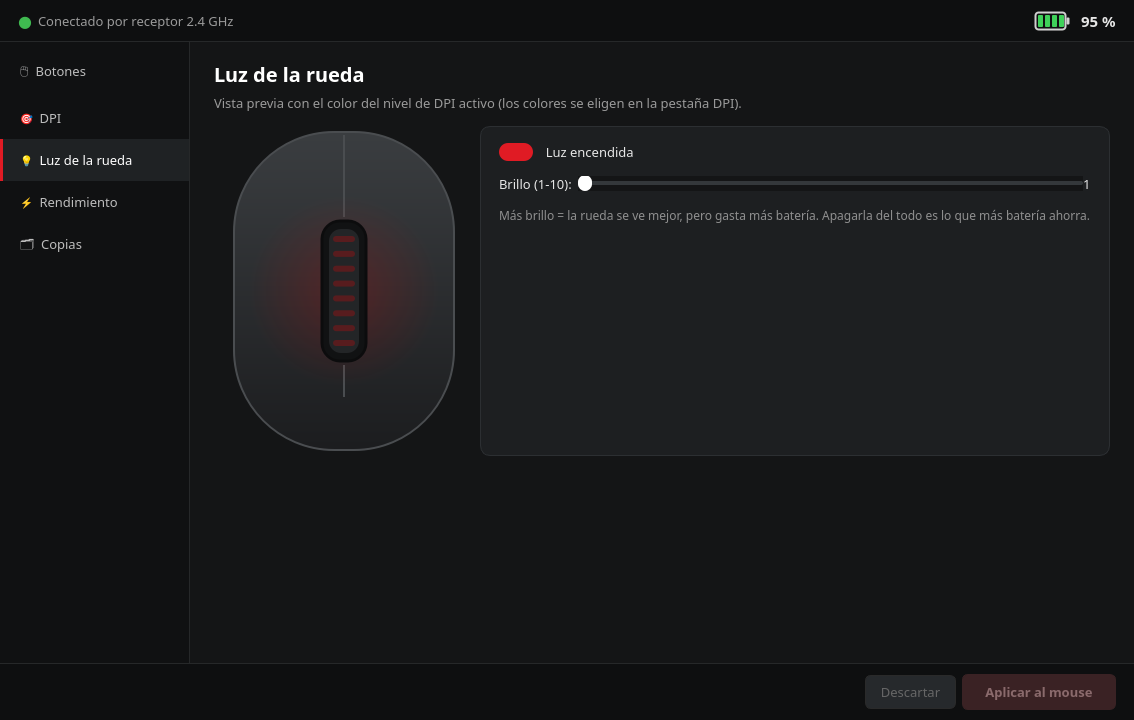 Conectado por receptor 2.4 GHz
95 %
Botones
DPI
Luz de la rueda
Rendimiento
Copias
Luz de la rueda
Vista previa con el color del nivel de DPI activo (los colores se eligen en la pestaña DPI).
Luz encendida
Brillo (1-10): 1
Más brillo = la rueda se ve mejor, pero gasta más batería. Apagarla del todo es lo que más batería ahorra.
Descartar
Aplicar al mouse